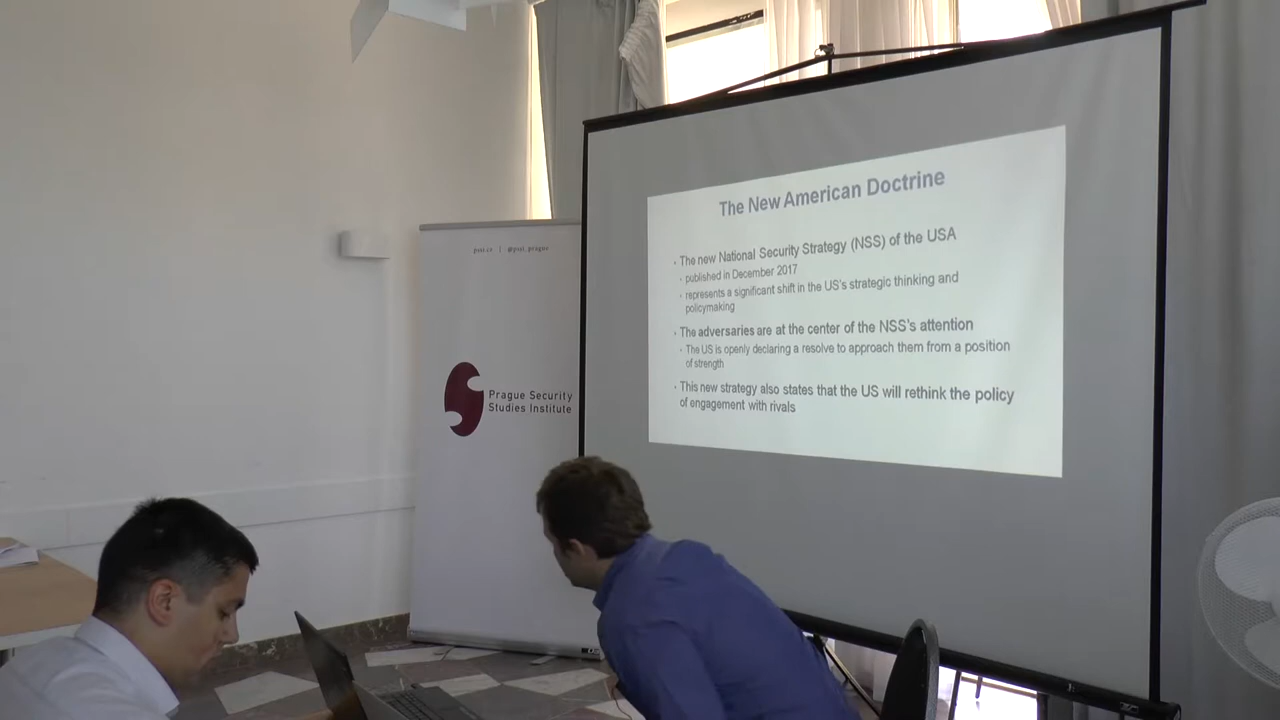 pssi.cz | @pssi_prague
Prague Security
Studies Institute
The New American Doctrine
The new National Security Strategy (NSS) of the USA
published in December 2017
represents a significant shift in the US's strategic thinking and
policymaking
The adversaries are at the center of the NSS's attention
The US is openly declaring a resolve to approach them from a position
of strength
This new strategy also states that the US will rethink the policy
of engagement with rivals